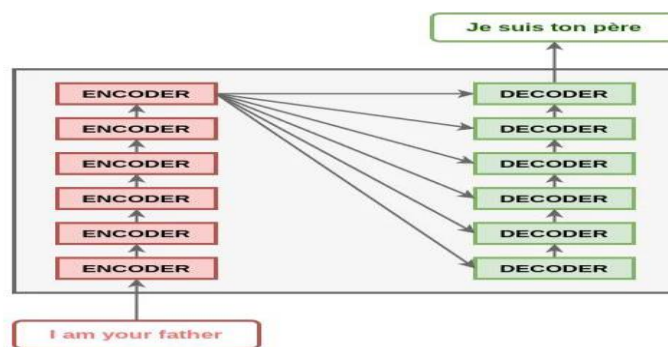 Je suis ton père
ENCODER
ENCODER
ENCODER
ENCODER
ENCODER
ENCODER
DECODER
DECODER
DECODER
DECODER
DECODER
DECODER
I am your father